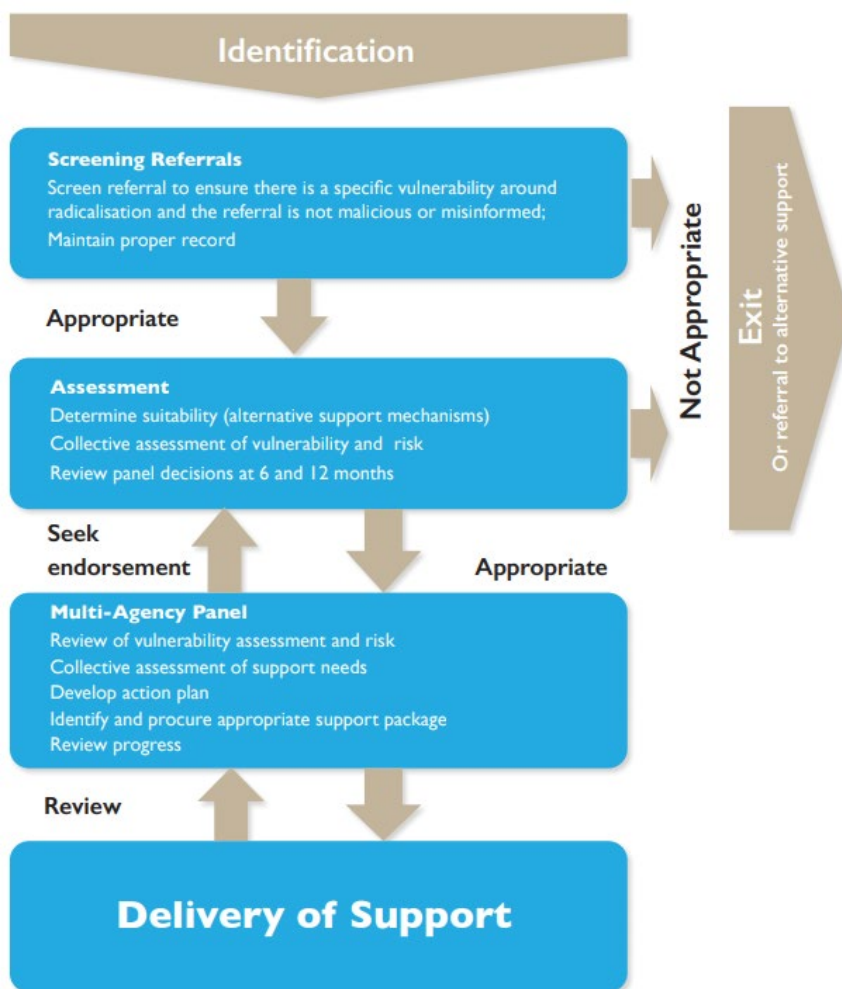 Identification
Screening Referrals
Screen referral to ensure there is a specific vulnerability around
radicalisation and the referral is not malicious or misinformed;
Maintain proper record
Appropriate
Assessment
Determine suitability (alternative support mechanisms)
Collective assessment of vulnerability and risk
Review panel decisions at 6 and 12 months
Not Appropriate
Exit
Or referral to alternative support
Seek
endorsement
Appropriate
Multi-Agency Panel
Review of vulnerability assessment and risk
Collective assessment of support needs
Develop action plan
Identify and procure appropriate support package
Review progress
Review
Delivery of Support